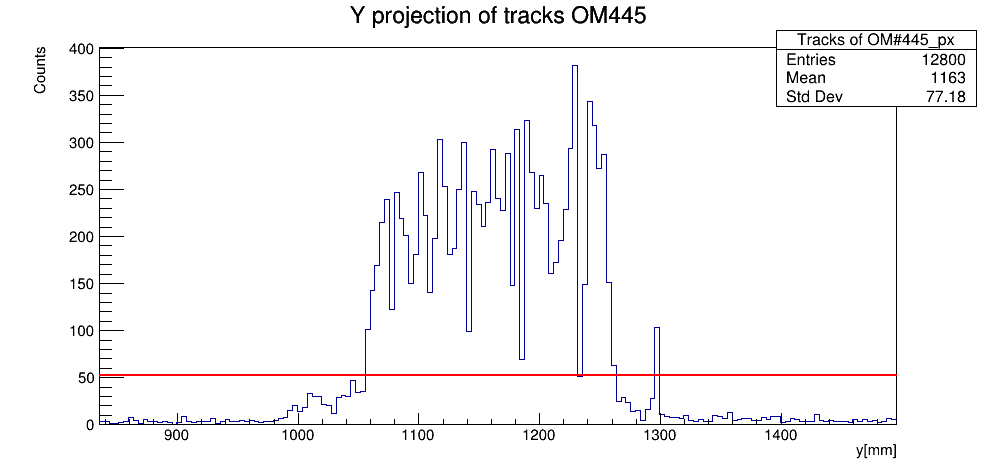 Y projection of tracks OM445
Tracks of OM#445_px
Entries 12800
Mean 1163
Std Dev 77.18
Counts
400
350
300
250
200
150
100
50
0
900 1000 1100 1200 1300 1400
y[mm]